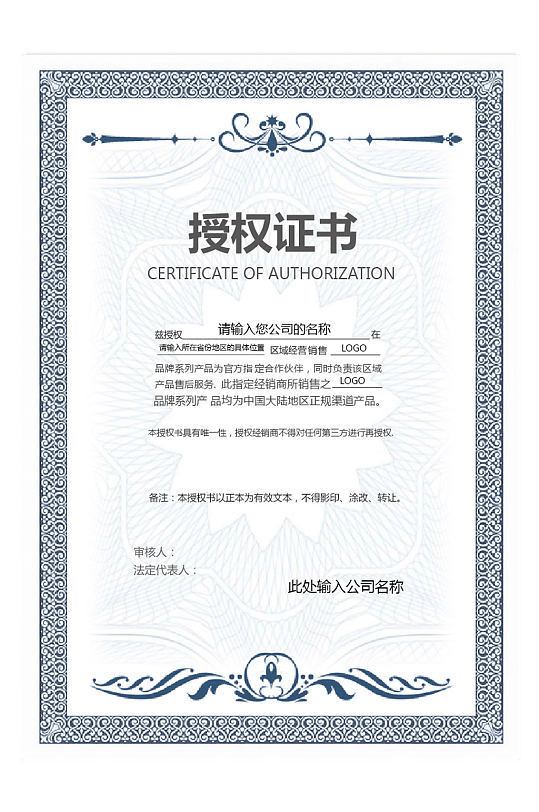 授权证书
CERTIFICATE OF AUTHORIZATION
兹授权 请输入您公司的名称 在
请输入所在省份地区的具体位置 区域经营销售 LOGO
品牌系列产品为官方指定合作伙伴，同时负责该区域
产品售后服务. 此指定经销商所销售之 LOGO
品牌系列产 品均为中国大陆地区正规渠道产品。
本授权书具有唯一性，授权经销商不得对任何第三方进行再授权.
备注：本授权书以正本为有效文本，不得影印、涂改、转让。
审核人：
法定代表人：
此处输入公司名称